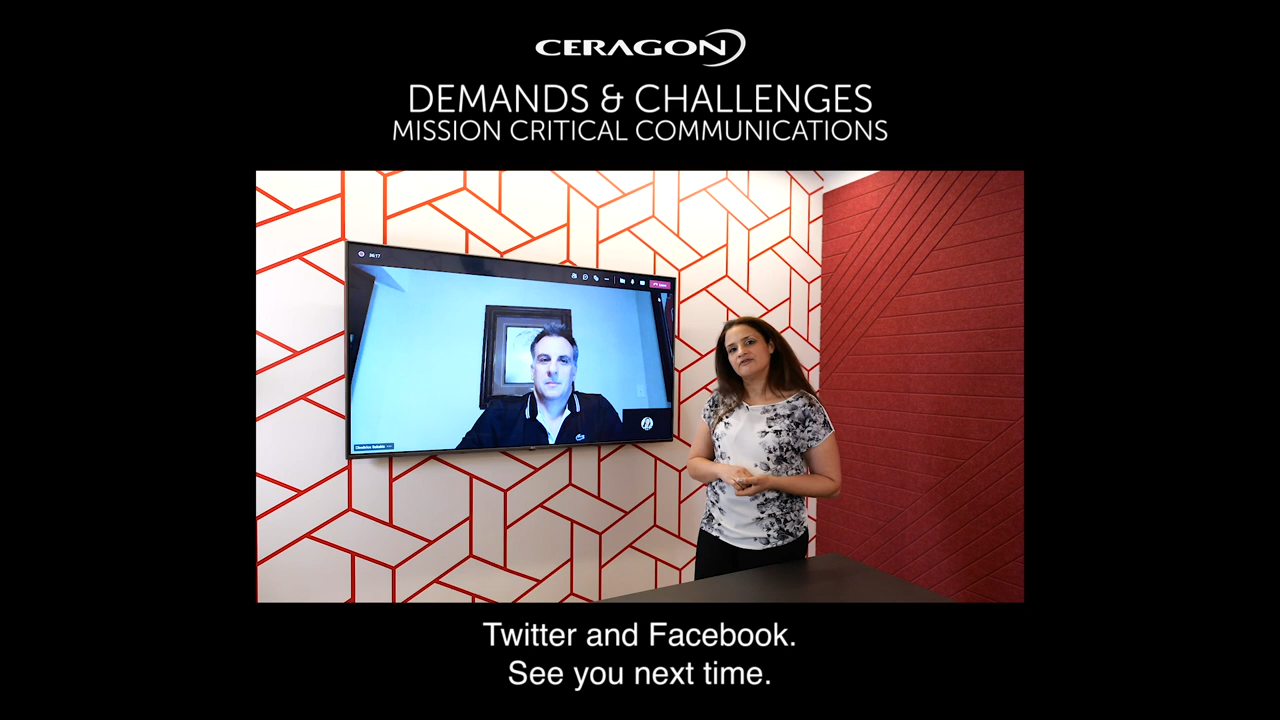 CERAGON
DEMANDS & CHALLENGES
MISSION CRITICAL COMMUNICATIONS
Twitter and Facebook.
See you next time.